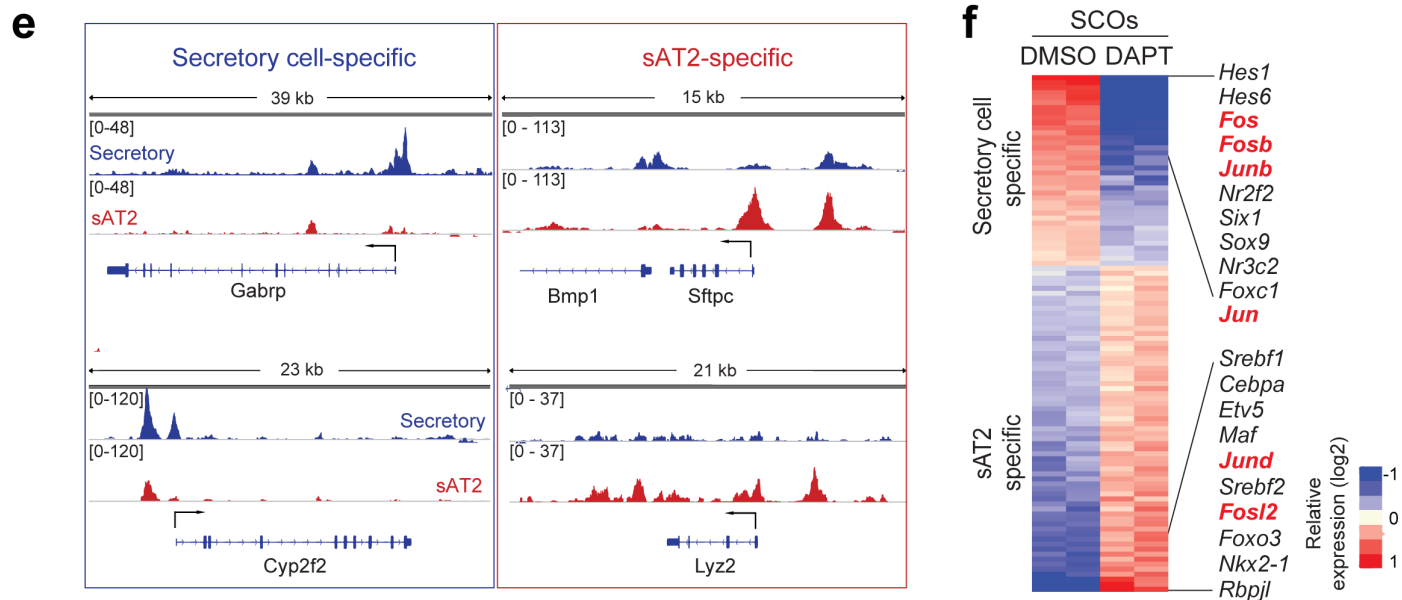 e
Secretory cell-specific
39 kb
[0-48]
Secretory
[0-48]
sAT2
Gabrp
23 kb
[0-120]
Secretory
[0-120]
sAT2
Cyp2f2
sAT2-specific
15 kb
[0 - 113]
[0 - 113]
Bmp1
Sftpc
21 kb
[0 - 37]
[0 - 37]
Lyz2
f
SCOs
DMSO DAPT
Secretory cell
specific
sAT2
specific
Hes1
Hes6
Fos
Fosb
Junb
Nr2f2
Six1
Sox9
Nr3c2
Foxc1
Jun
Srebf1
Cebpa
Etv5
Maf
Jund
Srebf2
Fosl2
Foxo3
Nkx2-1
Rbpjl
Relative
expression (log2)
-1
0
1